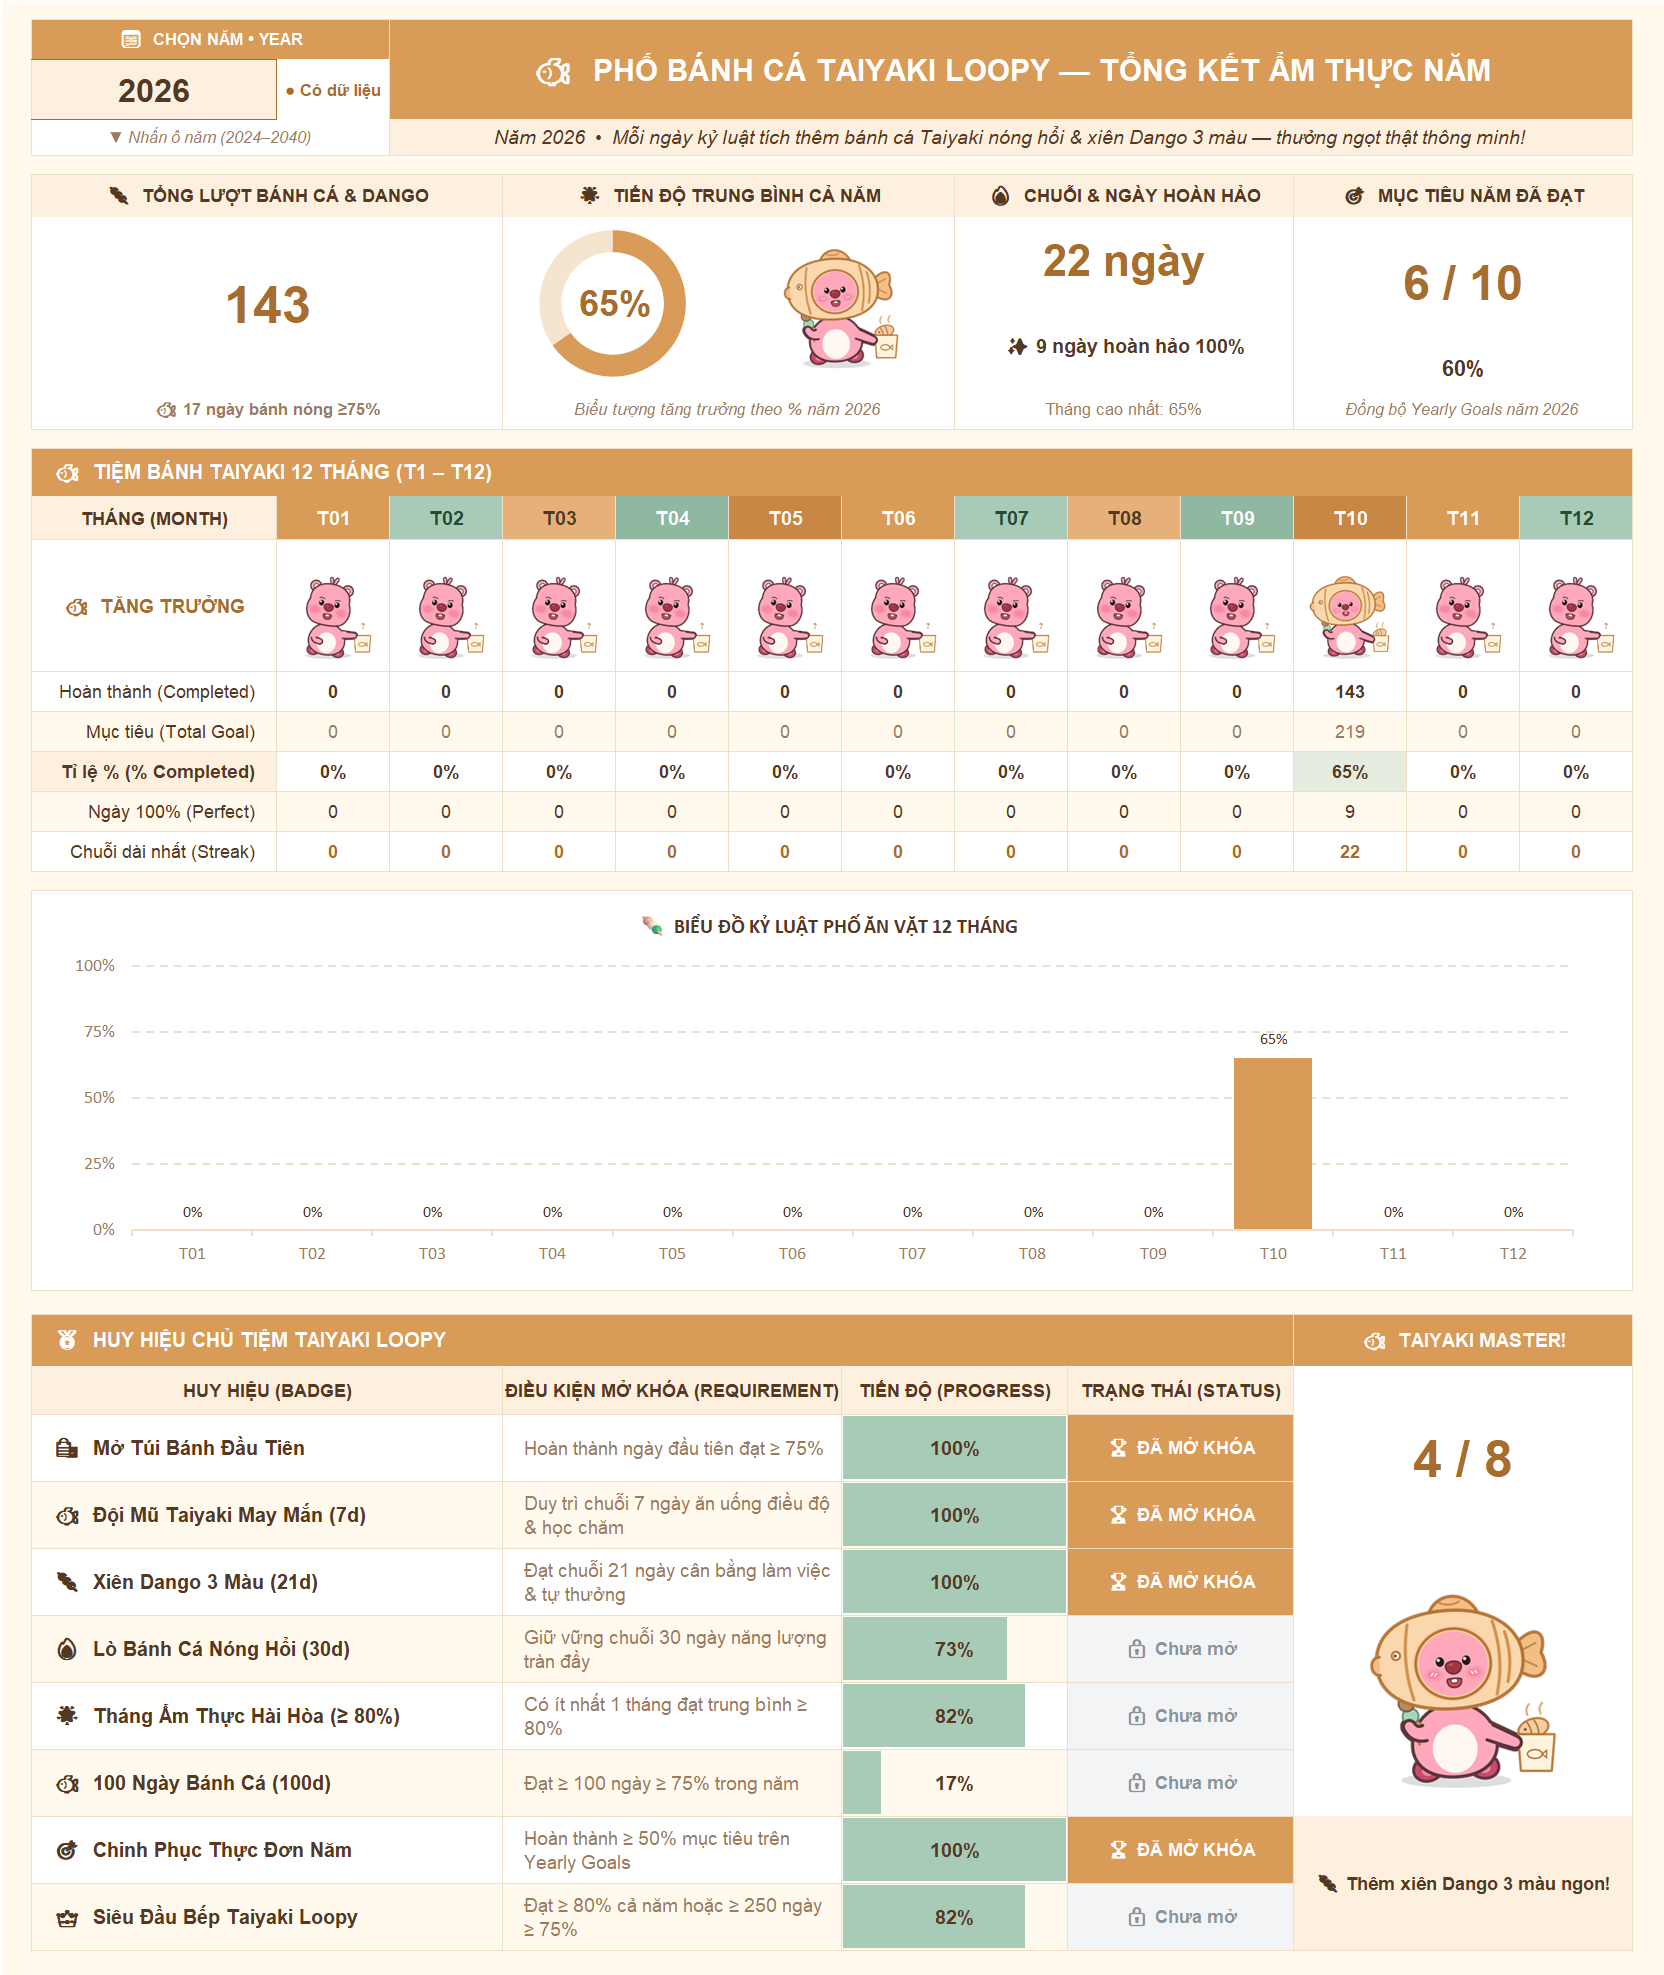 CHỌN NĂM • YEAR
2026
● Có dữ liệu
▼ Nhấn ô năm (2024–2040)
PHỐ BÁNH CÁ TAIYAKI LOOPY — TỔNG KẾT ẨM THỰC NĂM
Năm 2026 • Mỗi ngày kỷ luật tích thêm bánh cá Taiyaki nóng hổi & xiên Dango 3 màu — thưởng ngọt thật thông minh!
TỔNG LƯỢT BÁNH CÁ & DANGO
143
17 ngày bánh nóng ≥75%
TIẾN ĐỘ TRUNG BÌNH CẢ NĂM
65%
Biểu tượng tăng trưởng theo % năm 2026
CHUỖI & NGÀY HOÀN HẢO
22 ngày
9 ngày hoàn hảo 100%
Tháng cao nhất: 65%
MỤC TIÊU NĂM ĐÃ ĐẠT
6 / 10
60%
Đồng bộ Yearly Goals năm 2026
TIỆM BÁNH TAIYAKI 12 THÁNG (T1 – T12)
THÁNG (MONTH) T01 T02 T03 T04 T05 T06 T07 T08 T09 T10 T11 T12
TĂNG TRƯỞNG
? ? ? ? ? ? ? ? ? ? ?
Hoàn thành (Completed) 0 0 0 0 0 0 0 0 0 143 0 0
Mục tiêu (Total Goal) 0 0 0 0 0 0 0 0 0 219 0 0
Tỉ lệ % (% Completed) 0% 0% 0% 0% 0% 0% 0% 0% 0% 65% 0% 0%
Ngày 100% (Perfect) 0 0 0 0 0 0 0 0 0 9 0 0
Chuỗi dài nhất (Streak) 0 0 0 0 0 0 0 0 0 22 0 0
BIỂU ĐỒ KỶ LUẬT PHỐ ĂN VẶT 12 THÁNG
100%
75%
65%
50%
25%
0% 0% 0% 0% 0% 0% 0% 0% 0% 0% 0%
0%
T01 T02 T03 T04 T05 T06 T07 T08 T09 T10 T11 T12
HUY HIỆU CHỦ TIỆM TAIYAKI LOOPY
HUY HIỆU (BADGE) ĐIỀU KIỆN MỞ KHÓA (REQUIREMENT) TIẾN ĐỘ (PROGRESS) TRẠNG THÁI (STATUS)
Mở Túi Bánh Đầu Tiên
Hoàn thành ngày đầu tiên đạt ≥ 75%
100%
ĐÃ MỞ KHÓA
Đội Mũ Taiyaki May Mắn (7d)
Duy trì chuỗi 7 ngày ăn uống điều độ
& học chăm
100%
ĐÃ MỞ KHÓA
Xiên Dango 3 Màu (21d)
Đạt chuỗi 21 ngày cân bằng làm việc
& tự thưởng
100%
ĐÃ MỞ KHÓA
Lò Bánh Cá Nóng Hổi (30d)
Giữ vững chuỗi 30 ngày năng lượng
tràn đầy
73%
Chưa mở
Tháng Ẩm Thực Hài Hòa (≥ 80%)
Có ít nhất 1 tháng đạt trung bình ≥
80%
82%
Chưa mở
100 Ngày Bánh Cá (100d)
Đạt ≥ 100 ngày ≥ 75% trong năm
17%
Chưa mở
Chinh Phục Thực Đơn Năm
Hoàn thành ≥ 50% mục tiêu trên
Yearly Goals
100%
ĐÃ MỞ KHÓA
Siêu Đầu Bếp Taiyaki Loopy
Đạt ≥ 80% cả năm hoặc ≥ 250 ngày
≥ 75%
82%
Chưa mở
TAIYAKI MASTER!
4 / 8
Thêm xiên Dango 3 màu ngon!